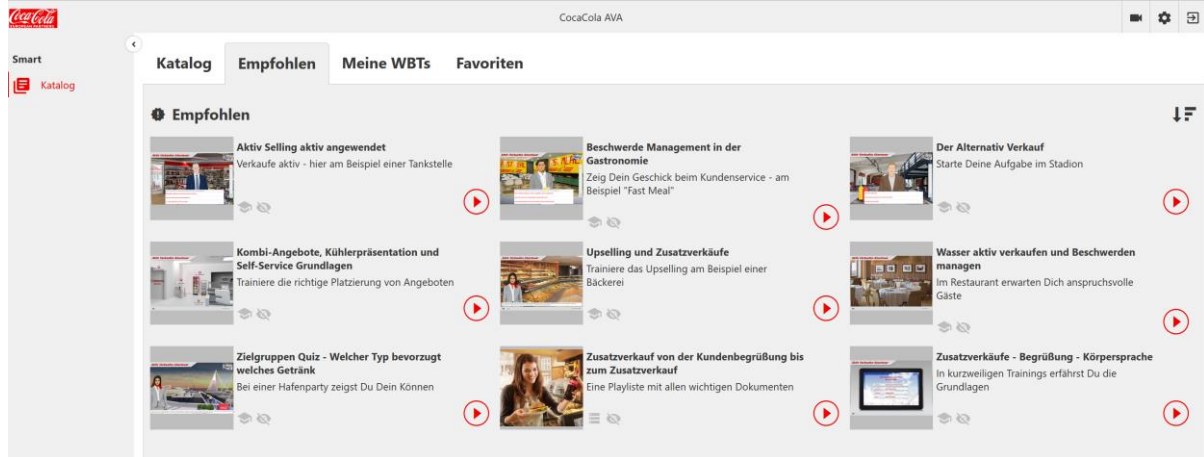 Coca-Cola
EUROPEAN PARTNERS
CocaCola AVA
Smart
Katalog
Katalog
Empfohlen
Meine WBTs
Favoriten
Empfohlen
Aktiv Selling aktiv angewendet
Verkaufe aktiv - hier am Beispiel einer Tankstelle
Beschwerde Management in der
Gastronomie
Zeig Dein Geschick beim Kundenservice - am
Beispiel "Fast Meal"
Der Alternativ Verkauf
Starte Deine Aufgabe im Stadion
Kombi-Angebote, Kühlerpräsentation und
Self-Service Grundlagen
Trainiere die richtige Platzierung von Angeboten
Upselling und Zusatzverkäufe
Trainiere das Upselling am Beispiel einer
Bäckerei
Wasser aktiv verkaufen und Beschwerden
managen
Im Restaurant erwarten Dich anspruchsvolle
Gäste
Zielgruppen Quiz - Welcher Typ bevorzugt
welches Getränk
Bei einer Hafenparty zeigst Du Dein Können
Zusatzverkauf von der Kundenbegrüßung bis
zum Zusatzverkauf
Eine Playliste mit allen wichtigen Dokumenten
Zusatzverkäufe - Begrüßung - Körpersprache
In kurzweiligen Trainings erfährst Du die
Grundlagen